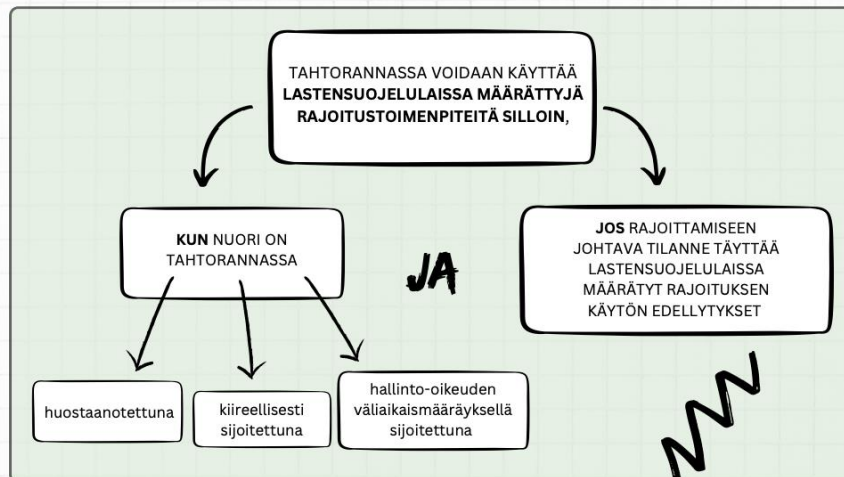 TAHTORANNASSA VOIDAAN KÄYTTÄÄ
LASTENSUOJELULAISSA MÄÄRÄTTYJÄ
RAJOITUSTOIMENPITEITÄ SILLOIN,
KUN NUORI ON
TAHTORANNASSA
JA
JOS RAJOITTAMISEEN
JOHTAVA TILANNE TÄYTTÄÄ
LASTENSUOJELULAISSA
MÄÄRÄTYT RAJOITUKSEN
KÄYTÖN EDELLYTYKSET
huostaanotettuna
kiireellisesti
sijoitettuna
hallinto-oikeuden
väliaikaismääräyksellä
sijoitettuna